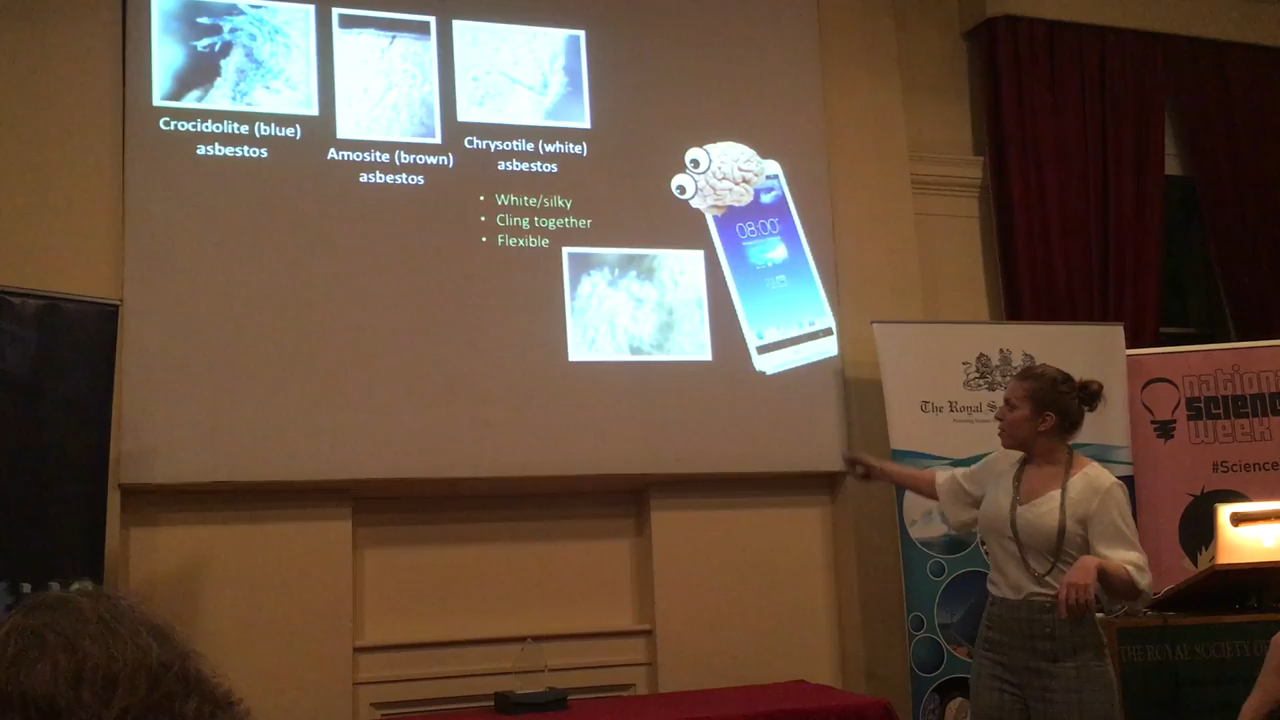 Crocidolite (blue)
asbestos
Amosite (brown)
asbestos
Chrysotile (white)
asbestos
• White/silky
• Cling together
• Flexible
08:00
The Royal S
nation
science
week
#Science
THE ROYAL SOCIETY OF